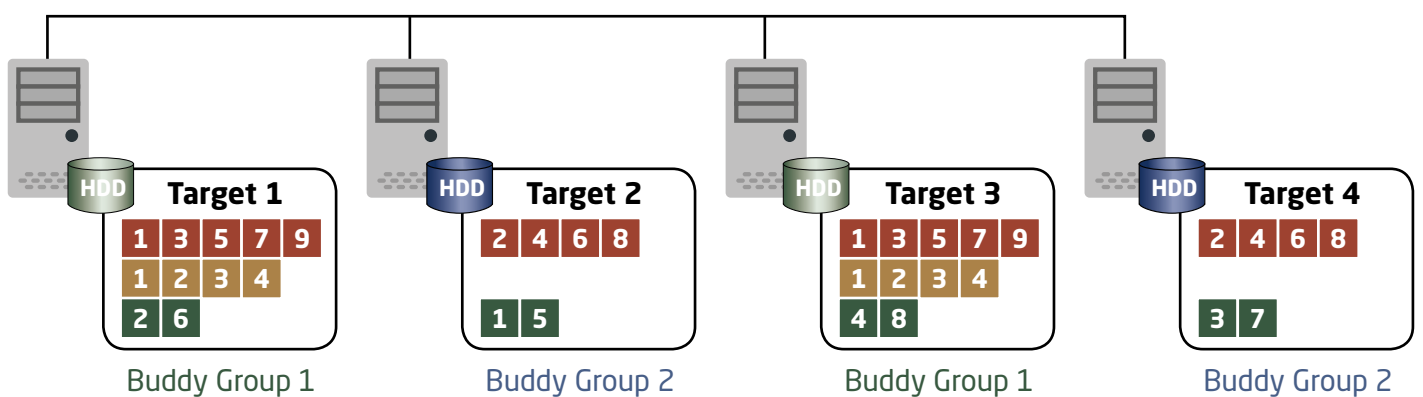 HDD Target 1
1 3 5 7 9
1 2 3 4
2 6
Buddy Group 1
HDD Target 2
2 4 6 8
1 5
Buddy Group 2
HDD Target 3
1 3 5 7 9
1 2 3 4
4 8
Buddy Group 1
HDD Target 4
2 4 6 8
3 7
Buddy Group 2